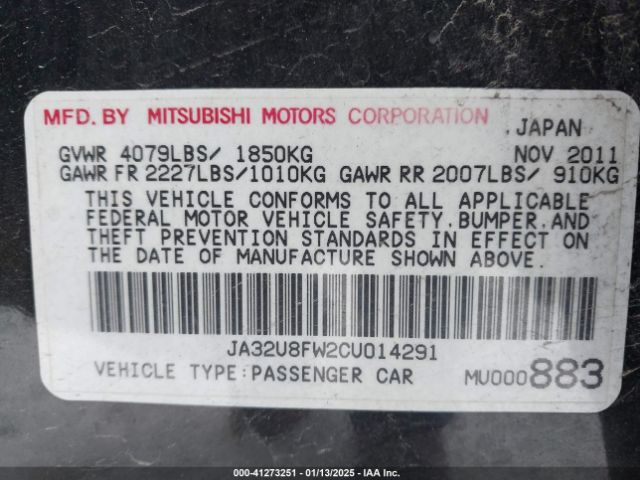 MFD. BY MITSUBISHI MOTORS CORPORATION
JAPAN
GVWR 4079LBS/ 1850KG NOV 2011
GAWR FR 2227LBS/1010KG GAWR RR 2007LBS/ 910KG
THIS VEHICLE CONFORMS TO ALL APPLICABLE
FEDERAL MOTOR VEHICLE SAFETY,BUMPER,AND
THEFT PREVENTION STANDARDS IN EFFECT ON
THE DATE OF MANUFACTURE SHOWN ABOVE.
JA32U8FW2CU014291
VEHICLE TYPE:PASSENGER CAR MU000883
000-41273251 | 01/13/2025 | IAA Inc.